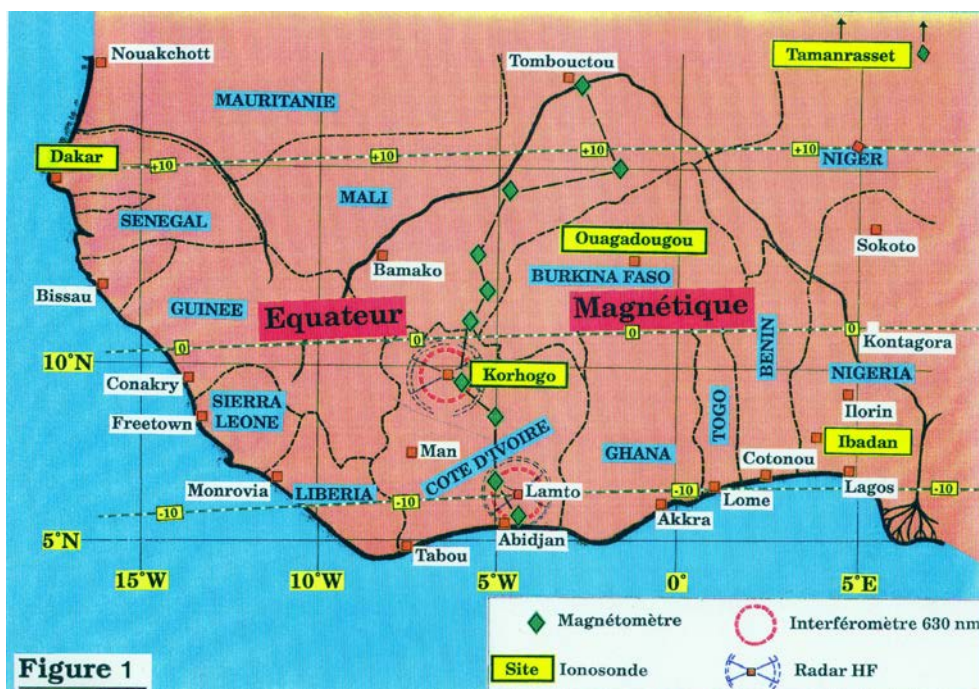 Nouakchott
Tombouctou
Tamanrasset
MAURITANIE
Dakar
+10
+10
+10
+10
NIGER
MALI
SENEGAL
Ouagadougou
Sokoto
Bamako
BURKINA FASO
Bissau
GUINEE
Equateur
Magnétique
0
0
0
0
Kontagora
10°N
BENIN
Korhogo
NIGERIA
Conakry
SIERRA
LEONE
Ilorin
Freetown
TOGO
Man
COTE D'IVOIRE
GHANA
Ibadan
Cotonou
Monrovia
LIBERIA
-10
-10
Lamto
-10
-10
Lome
Lagos
Akkra
5°N
Tabou
Abidjan
15°W
10°W
5°W
0°
5°E
Magnétomètre
Interféromètre 630 nm
Site
Ionosonde
Radar HF
Figure 1